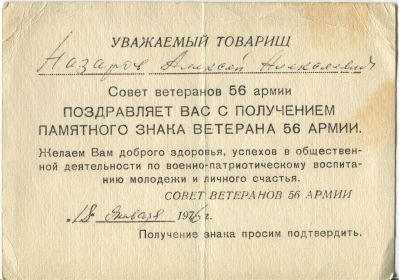 УВАЖАЕМЫЙ ТОВАРИЩ
Назаров Алексей Николаевич
Совет ветеранов 56 армии
ПОЗДРАВЛЯЕТ ВАС С ПОЛУЧЕНИЕМ
ПАМЯТНОГО ЗНАКА ВЕТЕРАНА 56 АРМИИ.
Желаем Вам доброго здоровья, успехов в обществен-
ной деятельности по военно-патриотическому воспита-
нию молодежи и личного счастья.
СОВЕТ ВЕТЕРАНОВ 56 АРМИИ
„18 января 1976 г.
Получение знака просим подтвердить.